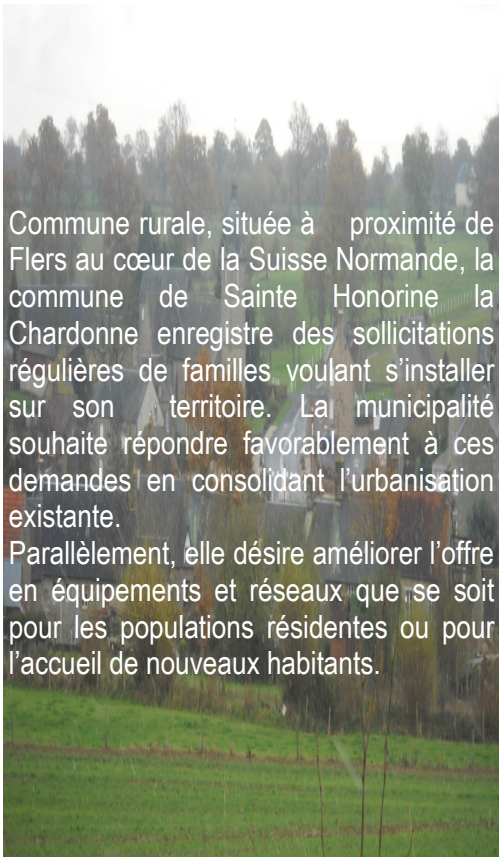 Commune rurale, située à proximité de
Flers au cœur de la Suisse Normande, la
commune de Sainte Honorine la
Chardonne enregistre des sollicitations
régulières de familles voulant s’installer
sur son territoire. La municipalité
souhaite répondre favorablement à ces
demandes en consolidant l’urbanisation
existante.
Parallèlement, elle désire améliorer l’offre
en équipements et réseaux que se soit
pour les populations résidentes ou pour
l’accueil de nouveaux habitants.